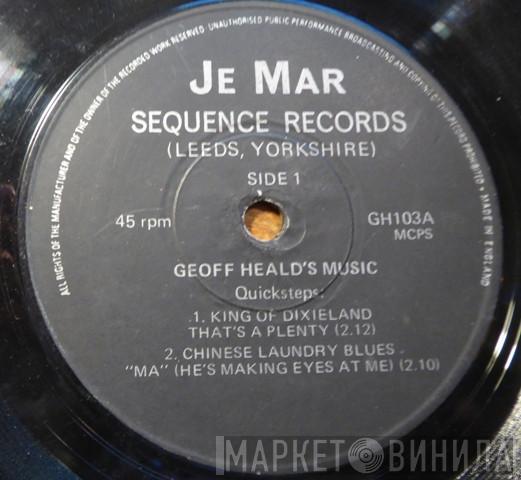 ALL RIGHTS OF THE MANUFACTURER AND OF THE OWNER OF THE RECORDED WORK RESERVED. UNAUTHORISED PUBLIC PERFORMANCE BROADCASTING AND COPYING OF THIS RECORD PROHIBITED • MADE IN ENGLAND
JE MAR
SEQUENCE RECORDS
(LEEDS, YORKSHIRE)
SIDE 1
45 rpm
GH103A
MCPS
GEOFF HEALD'S MUSIC
Quicksteps:
1. KING OF DIXIELAND
THAT'S A PLENTY (2.12)
2. CHINESE LAUNDRY BLUES
"MA" (HE'S MAKING EYES AT ME) (2.10)
МАРКЕТ ВИНИЛА